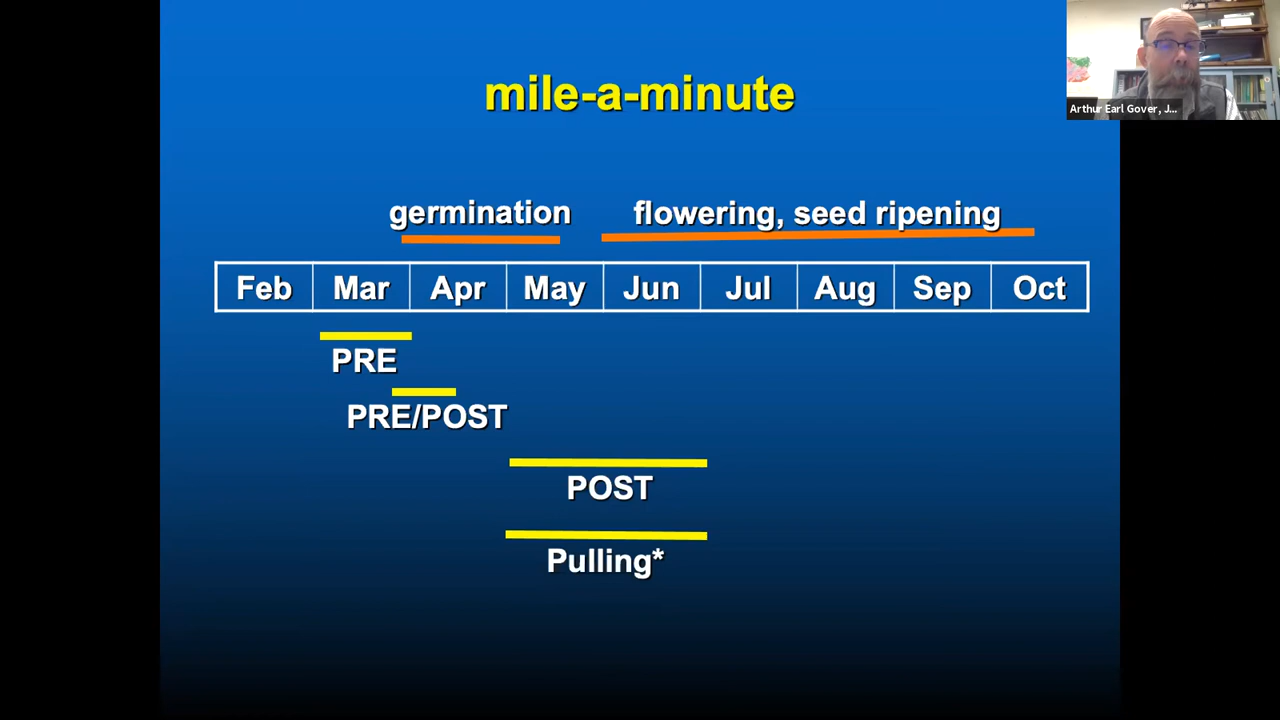 mile-a-minute
Arthur Earl Gover, J...
germination flowering, seed ripening
Feb Mar Apr May Jun Jul Aug Sep Oct
PRE
PRE/POST
POST
Pulling*